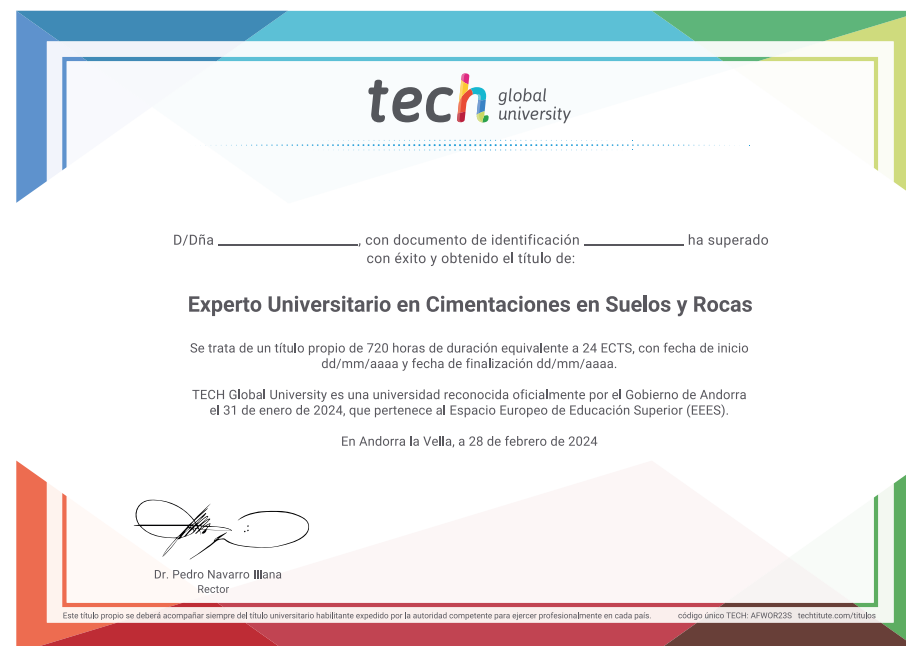 tech global university
D/Dña ____________________, con documento de identificación ______________ ha superado
con éxito y obtenido el título de:
Experto Universitario en Cimentaciones en Suelos y Rocas
Se trata de un título propio de 720 horas de duración equivalente a 24 ECTS, con fecha de inicio
dd/mm/aaaa y fecha de finalización dd/mm/aaaa.
TECH Global University es una universidad reconocida oficialmente por el Gobierno de Andorra
el 31 de enero de 2024, que pertenece al Espacio Europeo de Educación Superior (EEES).
En Andorra la Vella, a 28 de febrero de 2024
Dr. Pedro Navarro Illana
Rector
Este título propio se deberá acompañar siempre del título universitario habilitante expedido por la autoridad competente para ejercer profesionalmente en cada país. código único TECH: AFWOR23S techtitute.com/titulos